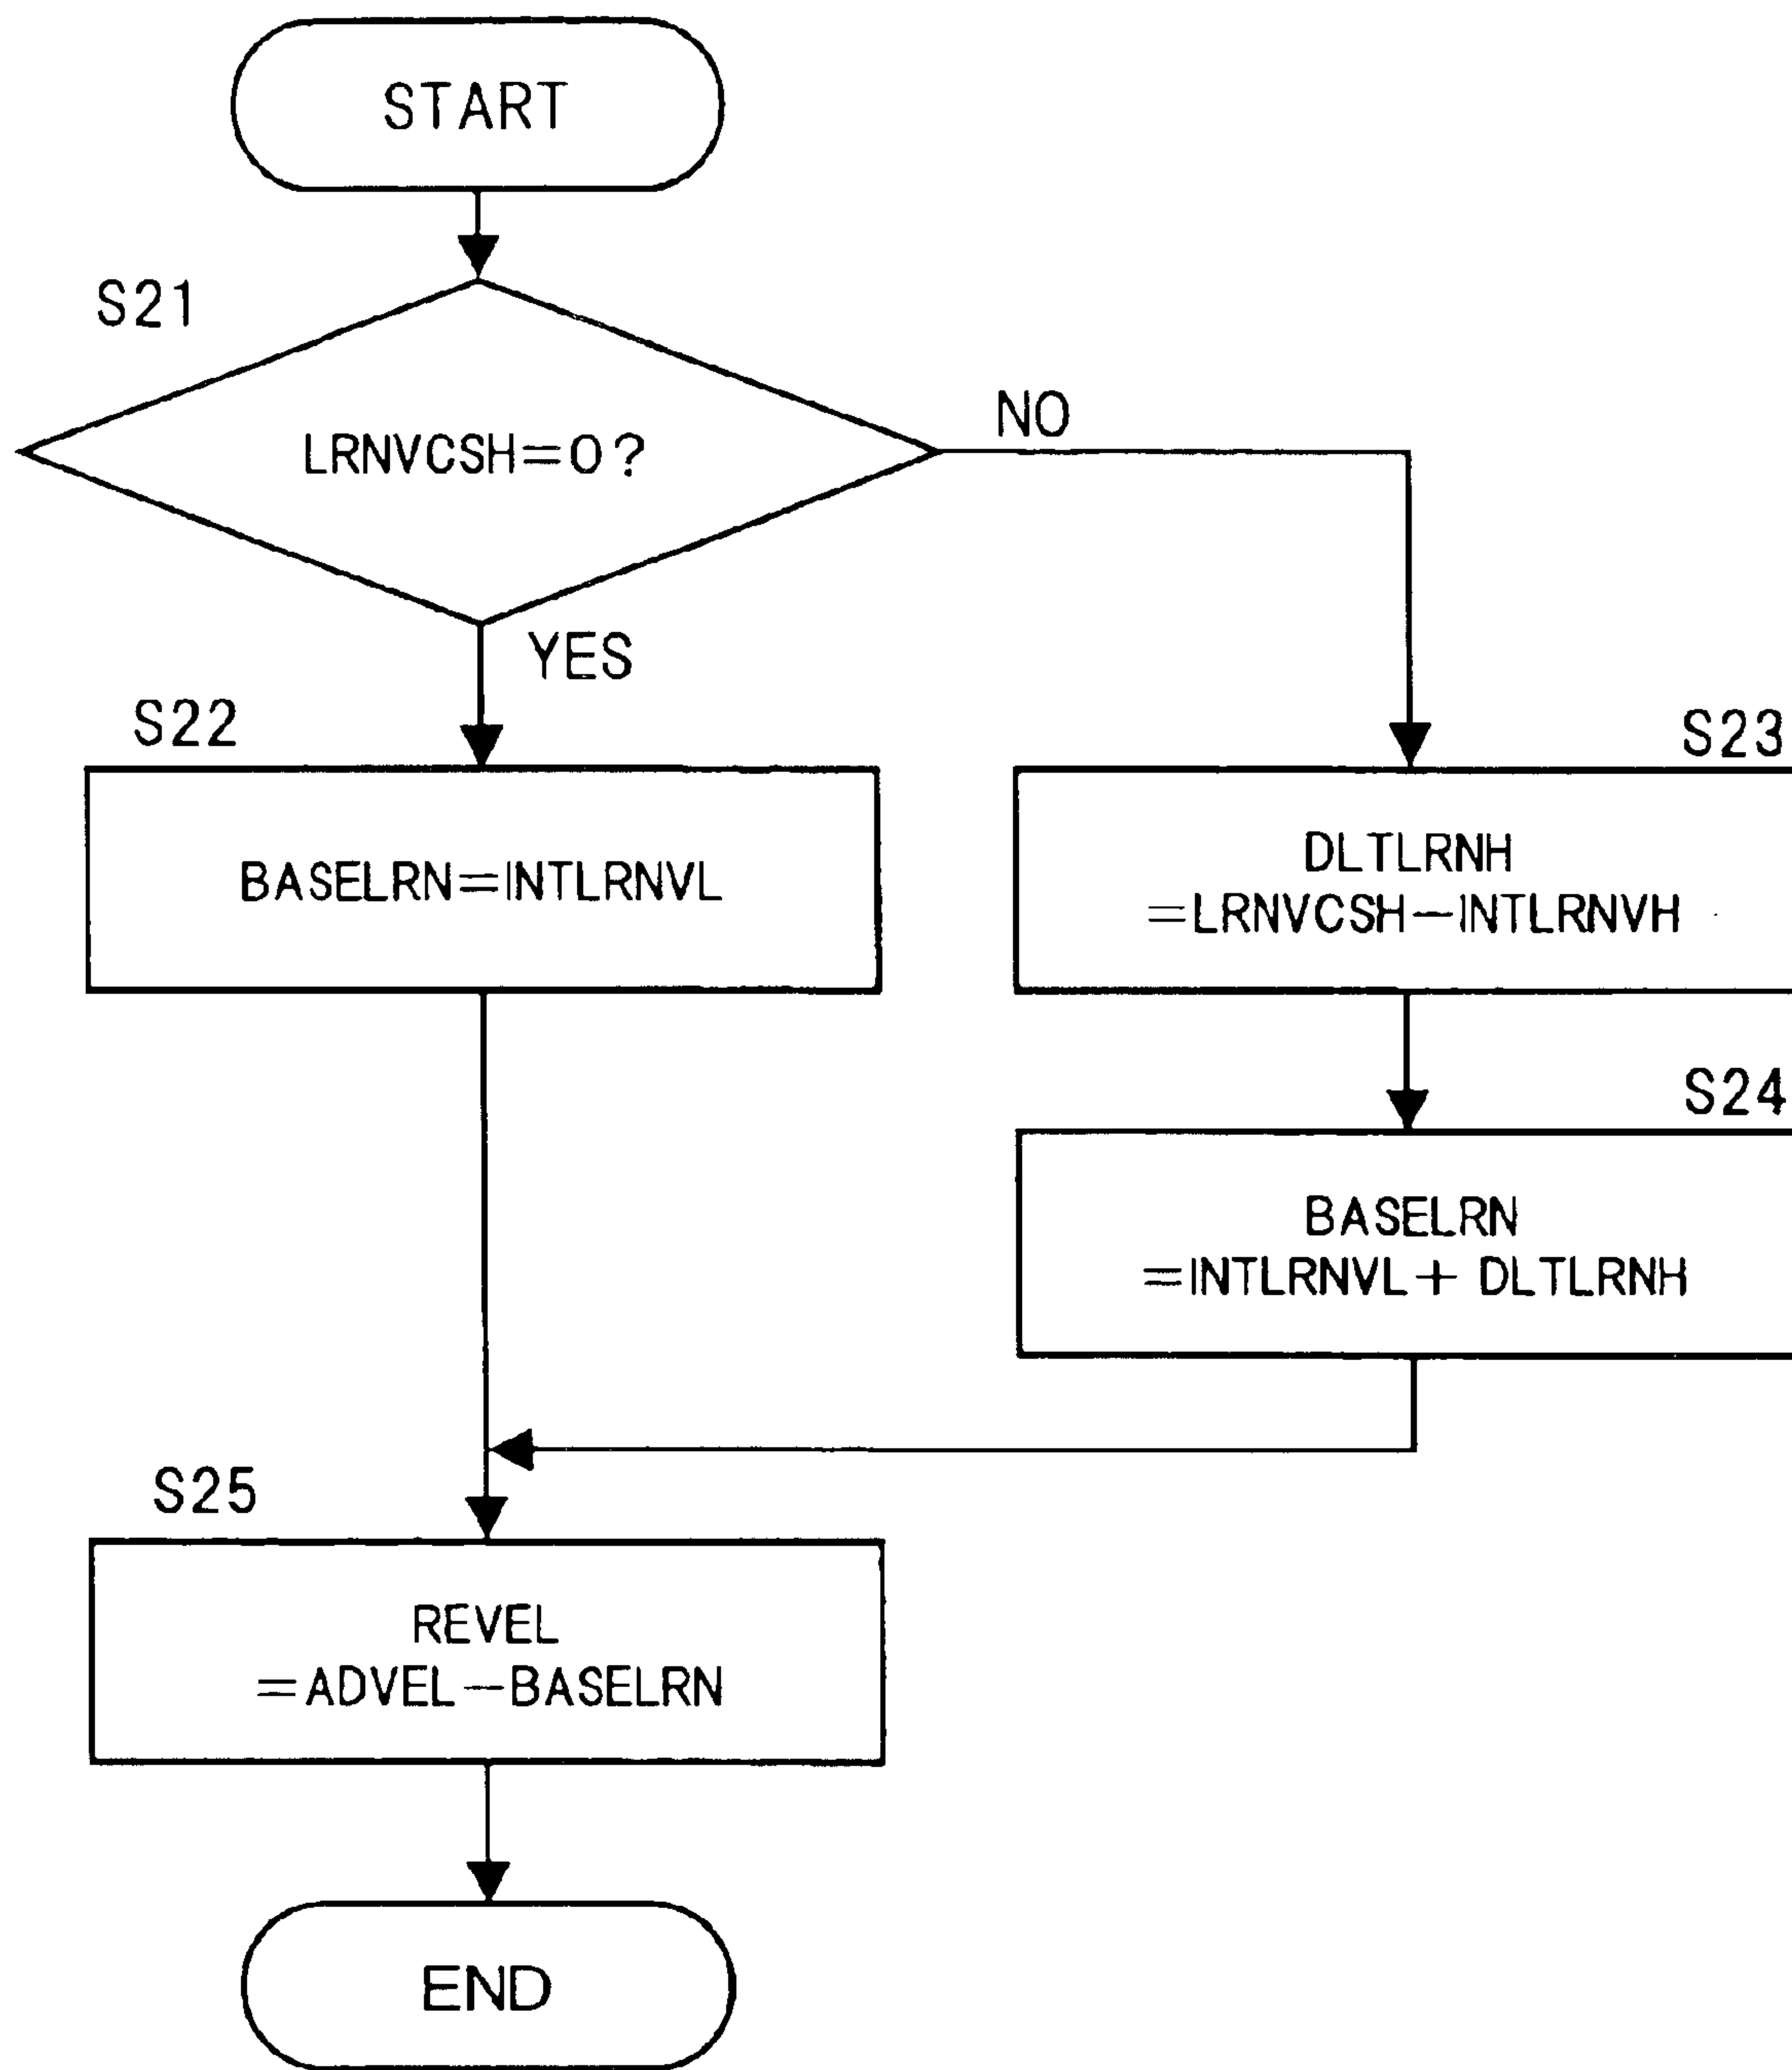 START
S21
LRNVCSH=0?
NO
YES
S22
BASELRN=INTLRNVL
S23
DLTLRNH
=LRNVCSH-INTLRNVH
S24
BASELRN
=INTLRNVL+ DLTLRNH
S25
REVEL
=ADVEL-BASELRN
END